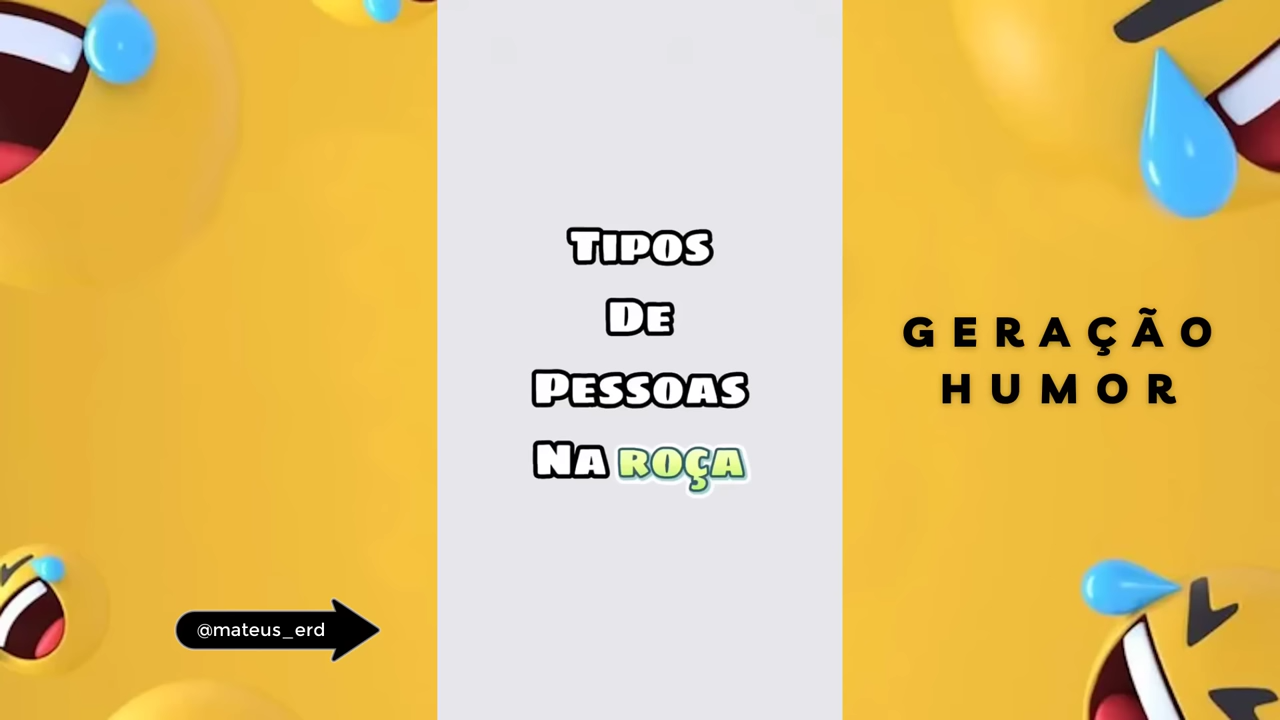 Tipos
De
Pessoas
Na roça
GERAÇÃO
HUMOR
@mateus_erd